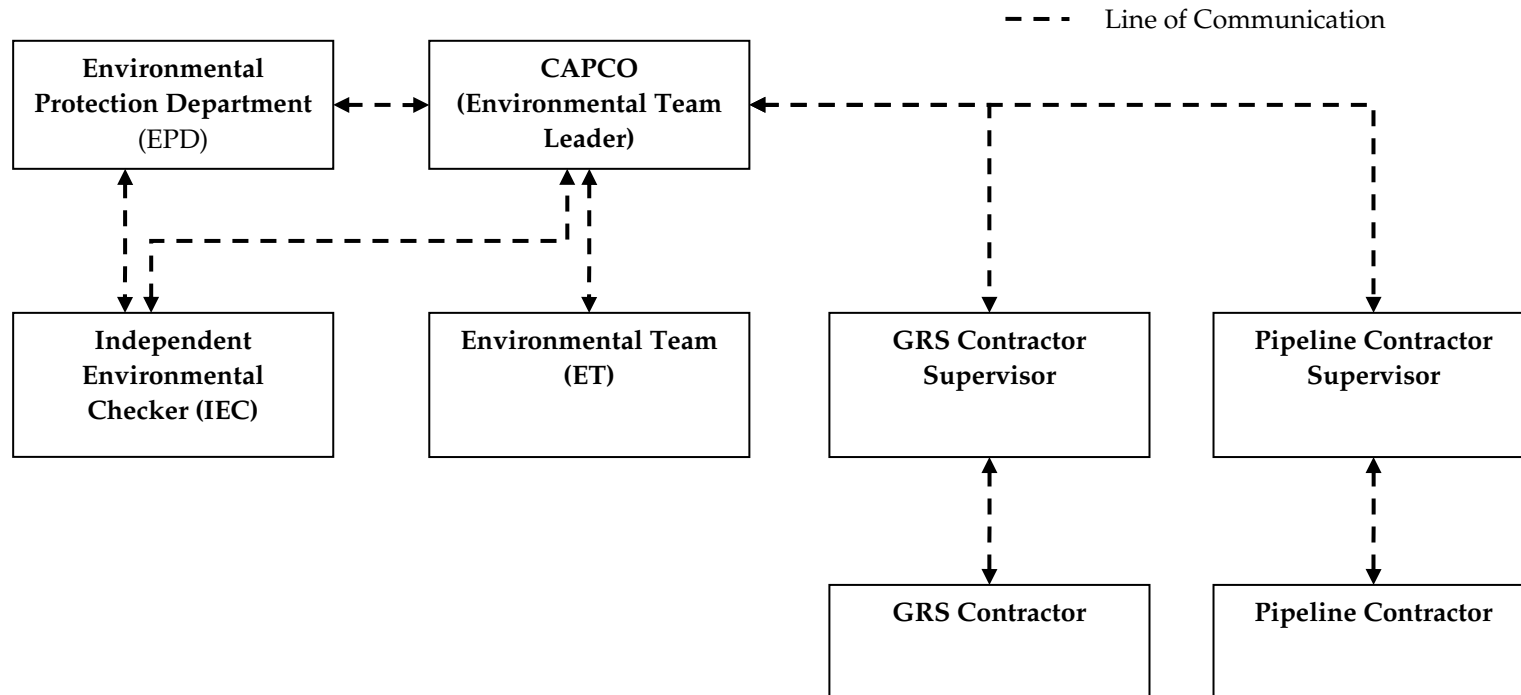 Line of Communication
Environmental
Protection Department
(EPD)
CAPCO
(Environmental Team
Leader)
Independent
Environmental
Checker (IEC)
Environmental Team
(ET)
GRS Contractor
Supervisor
Pipeline Contractor
Supervisor
GRS Contractor
Pipeline Contractor